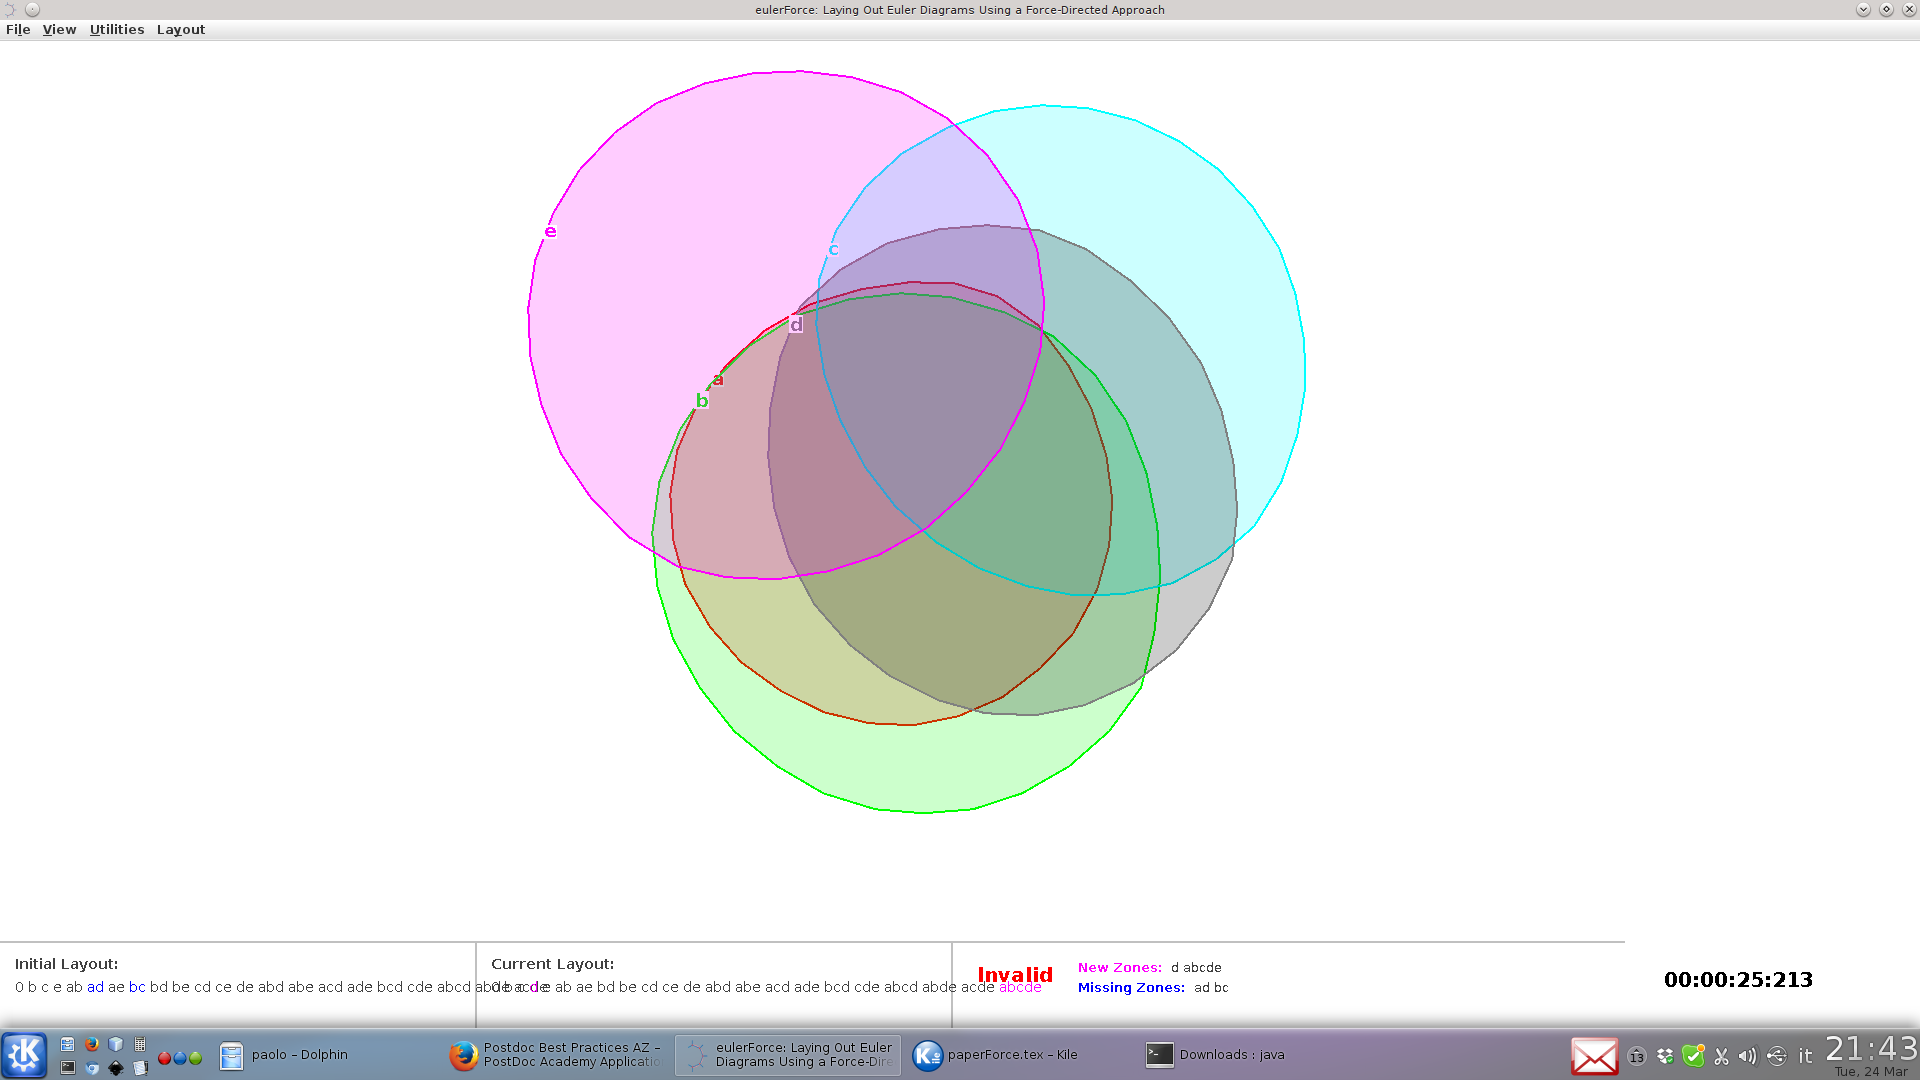 eulerForce: Laying Out Euler Diagrams Using a Force-Directed Approach
File View Utilities Layout
e
c
d
a
b
Initial Layout:
0 b c e ab ad ae bc bd be cd ce de abd abe acd ade bcd cde abcd
Current Layout:
ab ae bd be cd ce de abd abe acd ade bcd cde abcd abde acde abcde
Invalid
New Zones: d abcde
Missing Zones: ad bc
00:00:25:213
paolo – Dolphin
Postdoc Best Practices AZ –
PostDoc Academy Applicatio
eulerForce: Laying Out Euler
Diagrams Using a Force-Dire
paperForce.tex – Kile
Downloads : java
13
it
21:43
Tue, 24 Mar